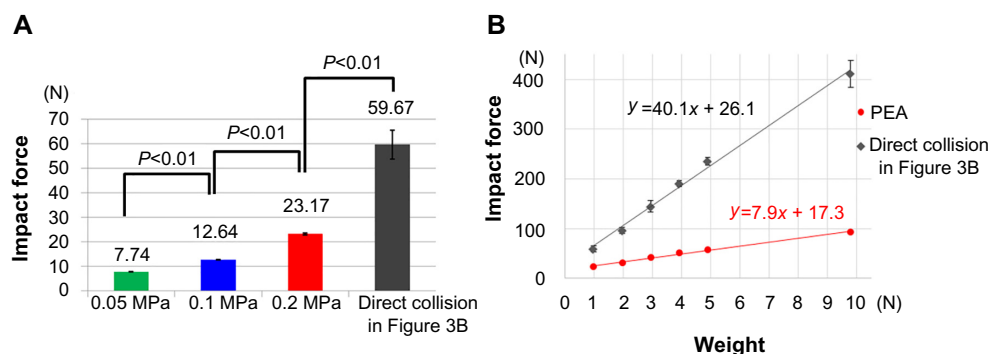 A
Impact force
(N)
70
60
50
40
30
20
10
0
P<0.01
P<0.01
P<0.01
7.74
12.64
23.17
59.67
0.05 MPa
0.1 MPa
0.2 MPa
Direct collision
in Figure 3B
B
Impact force
(N)
400
300
200
100
0
y=40.1x + 26.1
y=7.9x + 17.3
PEA
Direct collision
in Figure 3B
0 1 2 3 4 5 6 7 8 9 10 (N)
Weight